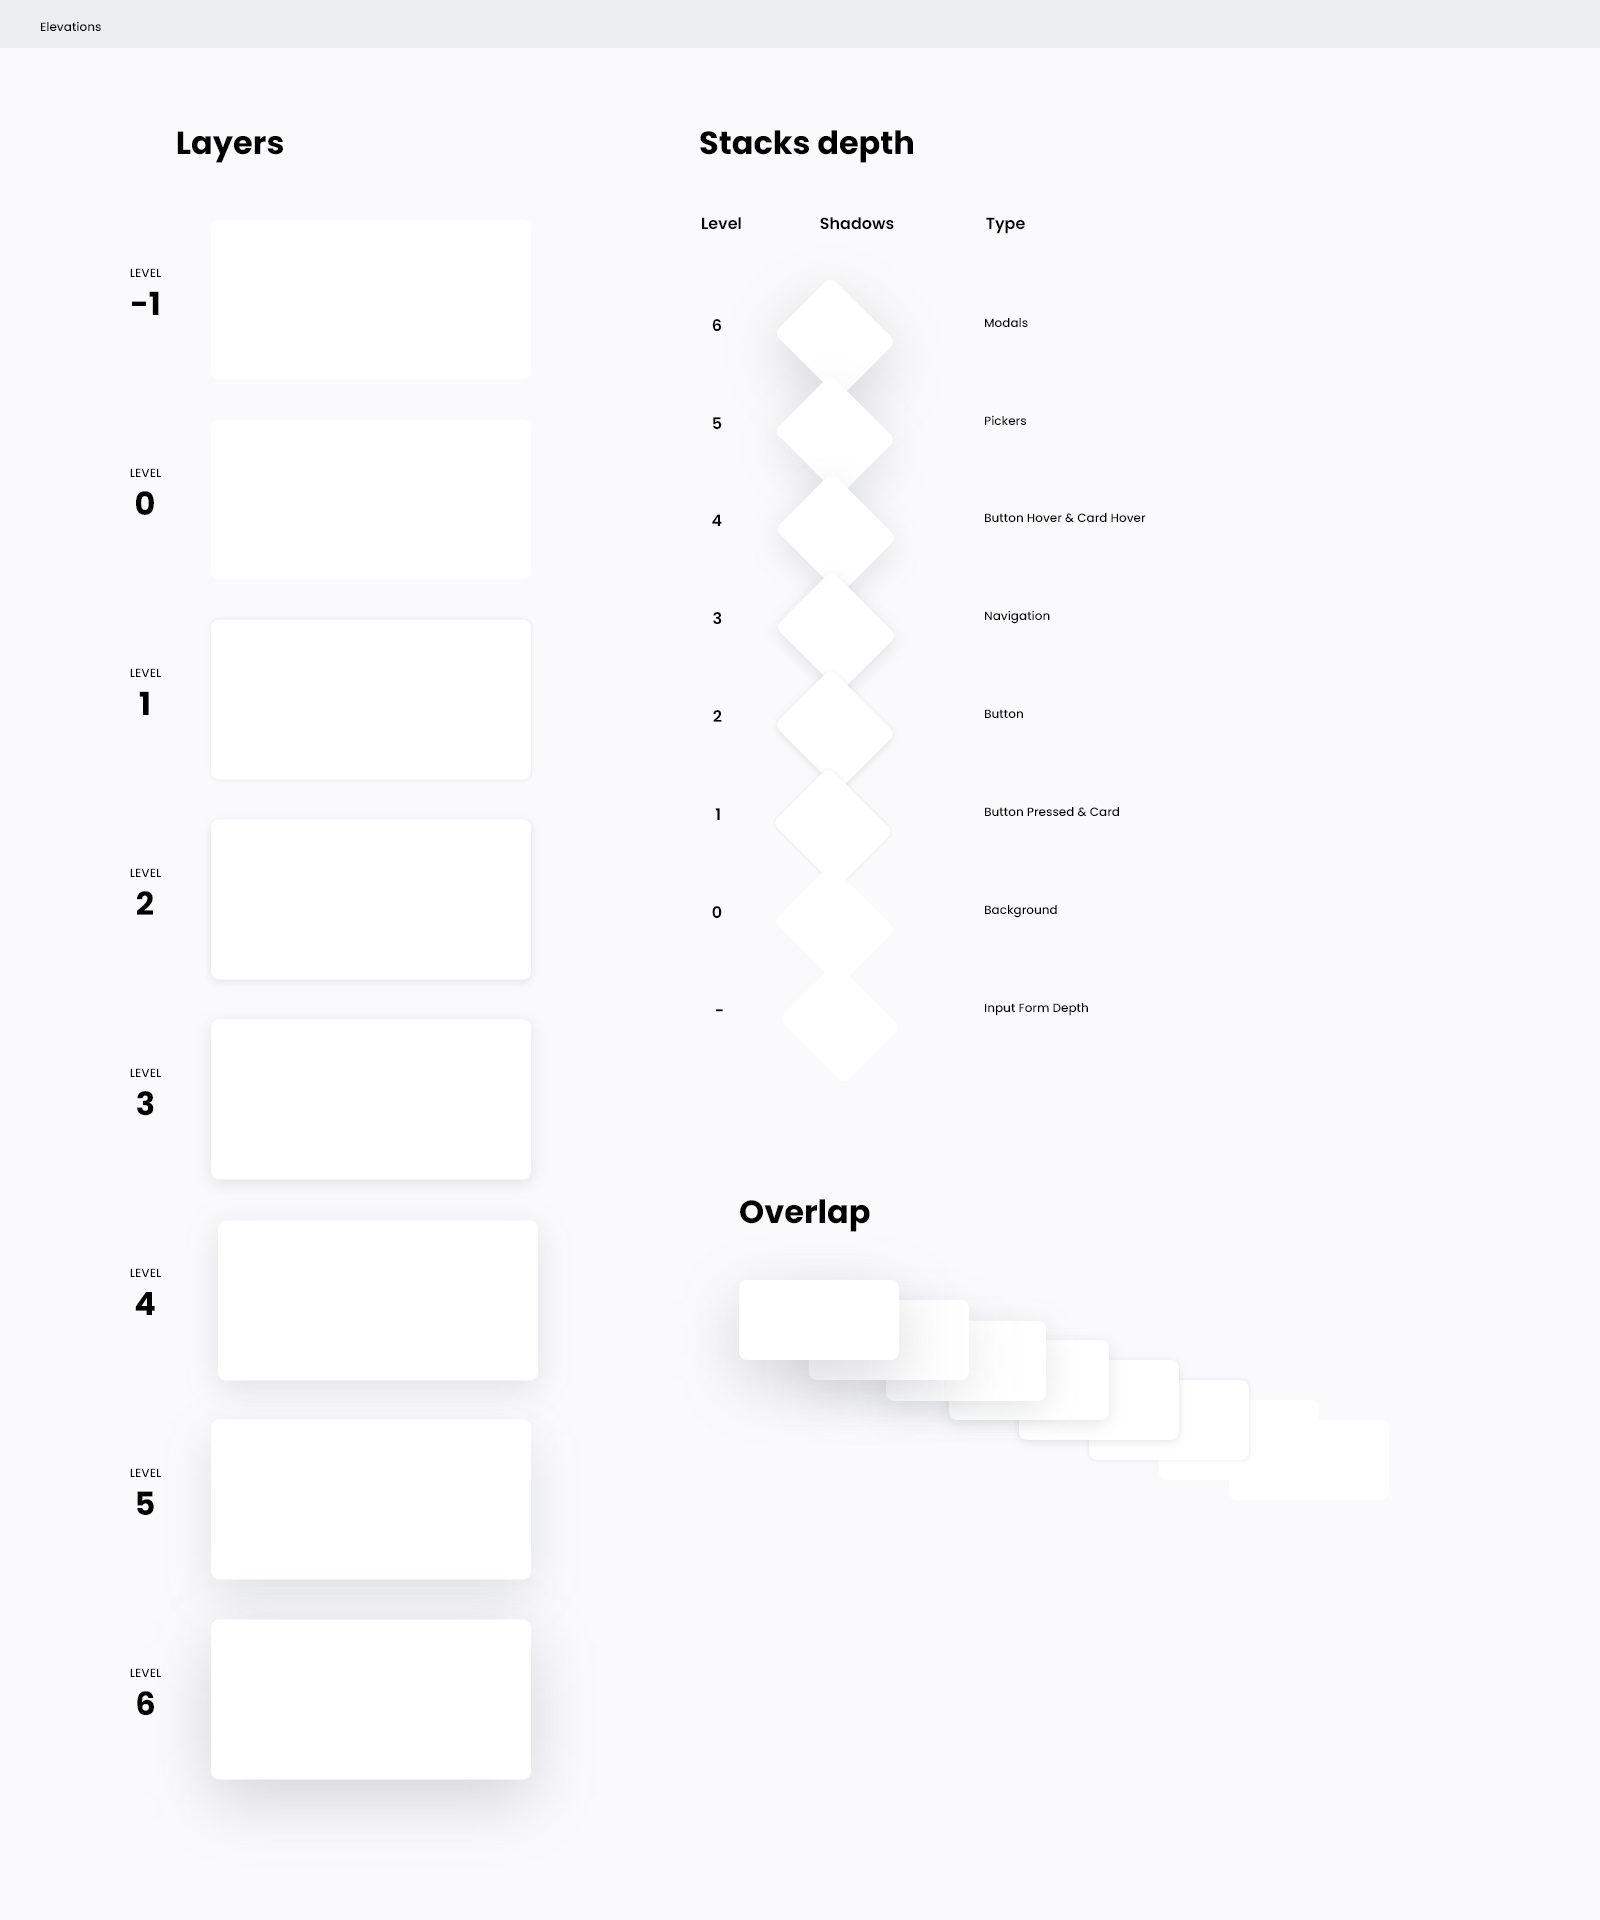 Elevations
Layers
LEVEL
-1
LEVEL
0
LEVEL
1
LEVEL
2
LEVEL
3
LEVEL
4
LEVEL
5
LEVEL
6
Stacks depth
Level Shadows Type
6 Modals
5 Pickers
4 Button Hover & Card Hover
3 Navigation
2 Button
1 Button Pressed & Card
0 Background
- Input Form Depth
Overlap